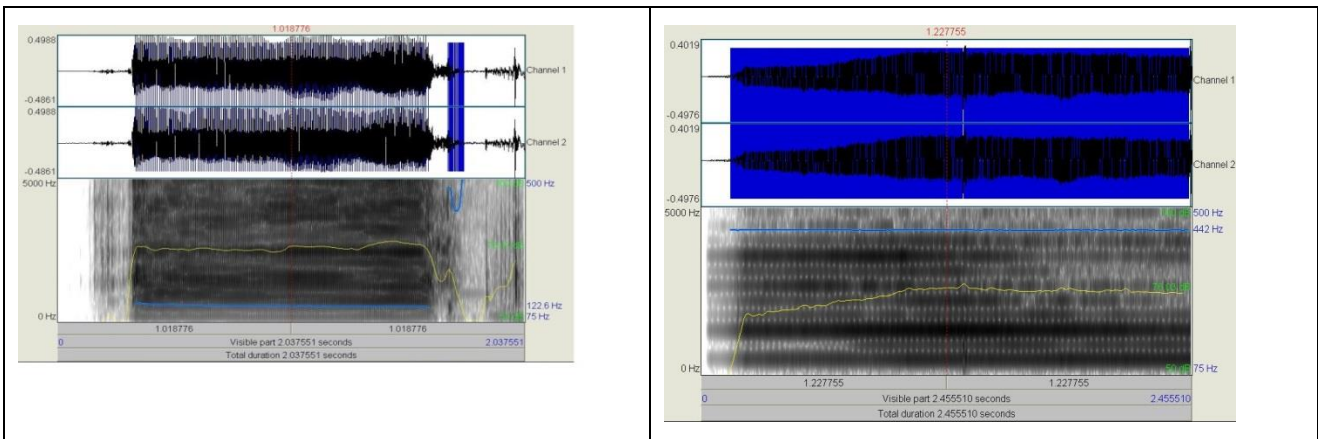 1.018776
0.4988
Channel 1
-0.4861
0.4988
Channel 2
-0.4861
5000 Hz
500 Hz
122.6 Hz
0 Hz
75 Hz
1.018776 1.018776
0 Visible part 2.037551 seconds 2.037551
Total duration 2.037551 seconds
1.227755
0.4019
Channel 1
-0.4976
0.4019
Channel 2
-0.4976
5000 Hz
500 Hz
442 Hz
0 Hz
50 dB 75 Hz
1.227755 1.227755
0 Visible part 2.455510 seconds 2.455510
Total duration 2.455510 seconds